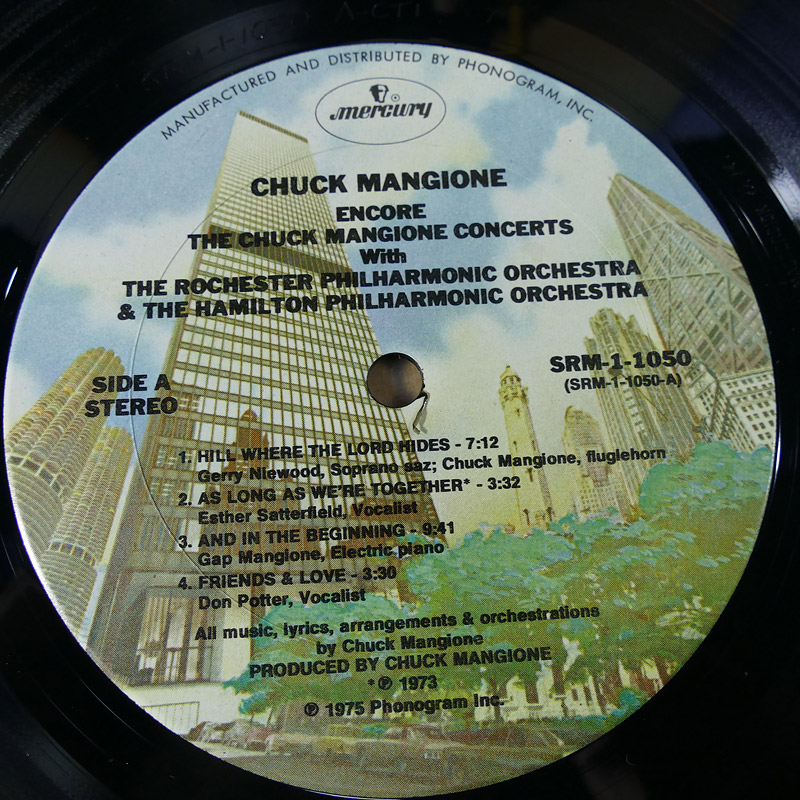 MANUFACTURED AND DISTRIBUTED BY PHONOGRAM, INC.
mercury
CHUCK MANGIONE
ENCORE
THE CHUCK MANGIONE CONCERTS
With
THE ROCHESTER PHILHARMONIC ORCHESTRA
& THE HAMILTON PHILHARMONIC ORCHESTRA
SIDE A
STEREO
SRM-1-1050
(SRM-1-1050-A)
1. HILL WHERE THE LORD HIDES - 7:12
Gerry Niewood, Soprano saz; Chuck Mangione, fluglehorn
2. AS LONG AS WE'RE TOGETHER* - 3:32
Esther Satterfield, Vocalist
3. AND IN THE BEGINNING - 9:41
Gap Mangione, Electric piano
4. FRIENDS & LOVE - 3:30
Don Potter, Vocalist
All music, lyrics, arrangements & orchestrations
by Chuck Mangione
PRODUCED BY CHUCK MANGIONE
*℗ 1973
℗ 1975 Phonogram Inc.